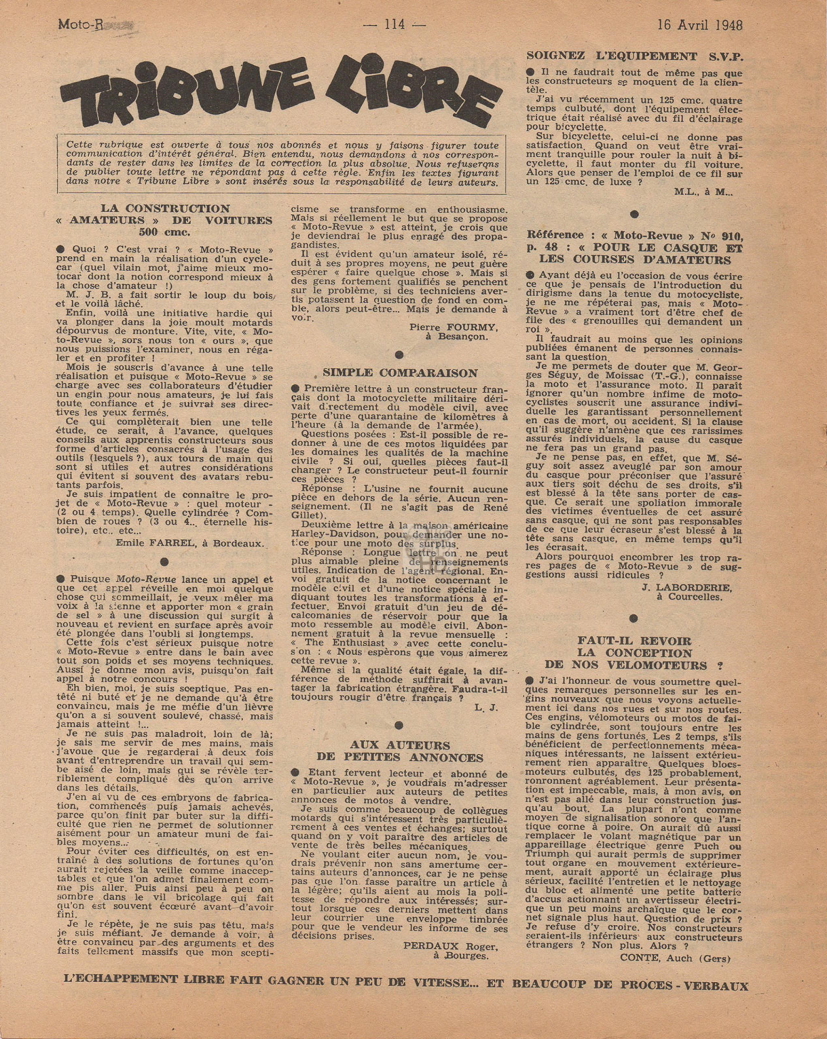 Moto-R
— 114 —
16 Avril 1948
TRIBUNE LIBRE
Cette rubrique est ouverte à tous nos abonnés et nous y faisons figurer toute
communication d'intérêt général. Bien entendu, nous demandons à nos correspon-
dants de rester dans les limites de la correction la plus absolue. Nous refuserons
de publier toute lettre ne répondant pas à cette règle. Enfin les textes figurant
dans notre « Tribune Libre » sont insérés sous la responsabilité de leurs auteurs.
LA CONSTRUCTION
« AMATEURS » DE VOITURES
500 cmc.
● Quoi ? C'est vrai ? « Moto-Revue »
prend en main la réalisation d'un cycle-
car (quel vilain mot, j'aime mieux mo-
tocar dont la notion correspond mieux à
la chose d'amateur !)
M. J. B. a fait sortir le loup du bois,
et le voilà lâché.
Enfin, voilà une initiative hardie qui
va plonger dans la joie moult motards
dépourvus de monture. Vite, vite, « Mo-
to-Revue », sors nous ton « ours », que
nous puissions l'examiner, nous en réga-
ler et en profiter !
Mois je souscris d'avance à une telle
réalisation et puisque « Moto-Revue » se
charge avec ses collaborateurs d'étudier
un engin pour nous amateurs, je lui fais
toute confiance et je suivrai ses direc-
tives les yeux fermés.
Ce qui compléterait bien une telle
étude, ce serait, à l'avance, quelques
conseils aux apprentis constructeurs sous
forme d'articles consacrés à l'usage des
outils (lesquels ?), aux tours de main qui
sont si utiles et autres considérations
qui évitent si souvent des avatars rebu-
tants parfois.
Je suis impatient de connaître le pro-
jet de « Moto-Revue » : quel moteur -
(2 ou 4 temps). Quelle cylindrée ? Com-
bien de roues ? (3 ou 4.., éternelle his-
toire), etc., etc...
Emile FARREL, à Bordeaux.
● Puisque Moto-Revue lance un appel et
que cet appel réveille en moi quelque
chose qui sommeillait, je veux mêler ma
voix à la sienne et apporter mon « grain
de sel » à une discussion qui surgit à
nouveau et revient en surface après avoir
été plongée dans l'oubli si longtemps.
Cette fois c'est sérieux puisque notre
« Moto-Revue » entre dans le bain avec
tout son poids et ses moyens techniques.
Aussi je donne mon avis, puisqu'on fait
appel à notre concours !
Eh bien, moi, je suis sceptique. Pas en-
têté ni buté et je ne demande qu'à être
convaincu, mais je me méfie d'un lièvre
qu'on a si souvent soulevé, chassé, mais
jamais atteint !...
Je ne suis pas maladroit, loin de là;
je sais me servir de mes mains, mais
j'avoue que je regarderai à deux fois
avant d'entreprendre un travail qui sem-
be aisé de loin, mais qui se révèle ter-
riblement compliqué dès qu'on arrive
dans les détails.
J'en ai vu de ces embryons de fabrica-
tion, commencés puis jamais achevés,
parce qu'on finit par buter sur la diffi-
culté que rien ne permet de solutionner
aisément pour un amateur muni de fai-
bles moyens...
Pour éviter ces difficultés, on est en-
traîné à des solutions de fortunes qu'on
aurait rejetées la veille comme inaccep-
tables et que l'on admet finalement com-
me pis aller. Puis ainsi peu à peu on
sombre dans le vil bricolage qui fait
qu'on est souvent écœuré avant d'avoir
fini.
Je le répète, je ne suis pas têtu, mais
je suis méfiant. Je demande à voir, à
être convaincu par des arguments et des
faits tellement massifs que mon scepti-
cisme se transforme en enthousiasme.
Mais si réellement le but que se propose
« Moto-Revue » est atteint, je crois que
je deviendrai le plus enragé des propa-
gandistes.
Il est évident qu'un amateur isolé, ré-
duit à ses propres moyens, ne peut guère
espérer « faire quelque chose ». Mais si
des gens fortement qualifiés se penchent
sur le problème, si des techniciens aver-
tis potassent la question de fond en com-
ble, alors peut-être... Mais je demande à
voir.
Pierre FOURMY,
à Besançon.
SIMPLE COMPARAISON
● Première lettre à un constructeur fran-
çais dont la motocyclette militaire déri-
vait directement du modèle civil, avec
perte d'une quarantaine de kilomètres à
l'heure (à la demande de l'armée).
Questions posées : Est-il possible de re-
donner à une de ces motos liquidées par
les domaines les qualités de la machine
civile ? Si oui, quelles pièces faut-il
changer ? Le constructeur peut-il fournir
ces pièces ?
Réponse : L'usine ne fournit aucune
pièce en dehors de la série. Aucun ren-
seignement. (Il ne s'agit pas de René
Gillet).
Deuxième lettre à la maison américaine
Harley-Davidson, pour demander une no-
tice pour une moto des surplus.
Réponse : Longue lettre on ne peut
plus aimable pleine de renseignements
utiles. Indication de l'agent régional. En-
voi gratuit de la notice concernant le
modèle civil et d'une notice spéciale in-
diquant toutes les transformations à ef-
fectuer. Envoi gratuit d'un jeu de dé-
calcomanies de réservoir pour que la
moto ressemble au modèle civil. Abon-
nement gratuit à la revue mensuelle :
« The Enthusiast » avec cette conclu-
sion : « Nous espérons que vous aimerez
cette revue ».
Même si la qualité était égale, la dif-
férence de méthode suffirait à avan-
tager la fabrication étrangère. Faudra-t-il
toujours rougir d'être français ?
L. J.
AUX AUTEURS
DE PETITES ANNONCES
● Etant fervent lecteur et abonné de
« Moto-Revue », je voudrais m'adresser
en particulier aux auteurs de petites
annonces de motos à vendre.
Je suis comme beaucoup de collègues
motards qui s'intéressent très particuliè-
rement à ces ventes et échanges; surtout
quand on y voit paraître des articles de
vente de très belles mécaniques.
Ne voulant citer aucun nom, je vou-
drais prévenir non sans amertume cer-
tains auteurs d'annonces, car je ne pense
pas que l'on fasse paraître un article à
la légère; qu'ils aient au mois la poli-
tesse de répondre aux intéressés; sur-
tout lorsque ces derniers mettent dans
leur courrier une enveloppe timbrée
pour que le vendeur les informe de ses
décisions prises.
PERDAUX Roger,
à Bourges.
SOIGNEZ L'EQUIPEMENT S.V.P.
● Il ne faudrait tout de même pas que
les constructeurs se moquent de la clien-
tèle.
J'ai vu récemment un 125 cmc, quatre
temps culbuté, dont l'équipement élec-
trique était réalisé avec du fil d'éclairage
pour bicyclette.
Sur bicyclette, celui-ci ne donne pas
satisfaction. Quand on veut être vrai-
ment tranquille pour rouler la nuit à bi-
cyclette, il faut monter du fil voiture.
Alors que penser de l'emploi de ce fil sur
un 125 cmc. de luxe ?
M.L., à M...
Référence : « Moto-Revue » N° 910,
p. 48 : « POUR LE CASQUE ET
LES COURSES D'AMATEURS
● Ayant déjà eu l'occasion de vous écrire
ce que je pensais de l'introduction du
dirigisme dans la tenue du motocycliste,
je ne me répéterai pas, mais « Moto-
Revue » a vraiment tort d'être chef de
file des « grenouilles qui demandent un
roi ».
Il faudrait au moins que les opinions
publiées émanent de personnes connais-
sant la question.
Je me permets de douter que M. Geor-
ges Séguy, de Moissac (T.-G.), connaisse
la moto et l'assurance moto. Il paraît
ignorer qu'un nombre infime de moto-
cyclistes souscrit une assurance indivi-
duelle les garantissant personnellement
en cas de mort, ou accident. Si la clause
qu'il suggère n'amène que ces rarissimes
assurés individuels, la cause du casque
ne fera pas un grand pas.
Je ne pense pas, en effet, que M. Sé-
guy soit assez aveuglé par son amour
du casque pour préconiser que l'assuré
aux tiers soit déchu de ses droits, s'il
est blessé à la tête sans porter de cas-
que. Ce serait une spoliation immorale
des victimes éventuelles de cet assuré
sans casque, qui ne sont pas responsables
de ce que leur écraseur s'est blessé à la
tête sans casque, en même temps qu'il
les écrasait.
Alors pourquoi encombrer les trop ra-
res pages de « Moto-Revue » de sug-
gestions aussi ridicules ?
J. LABORDERIE,
à Courcelles.
FAUT-IL REVOIR
LA CONCEPTION
DE NOS VELOMOTEURS ?
● J'ai l'honneur de vous soumettre quel-
ques remarques personnelles sur les en-
gins nouveaux que nous voyons actuelle-
ment ici dans nos rues et sur nos routes.
Ces engins, vélomoteurs ou motos de fai-
ble cylindrée, sont toujours entre les
mains de gens fortunés. Les 2 temps, s'ils
bénéficient de perfectionnements méca-
niques intéressants, ne laissent extérieu-
rement rien apparaître. Quelques blocs-
moteurs culbutés, des 125 probablement,
ronronnent agréablement. Leur présenta-
tion est impeccable, mais, à mon avis, on
n'est pas allé dans leur construction jus-
qu'au bout. La plupart n'ont comme
moyen de signalisation sonore que l'an-
tique corne à poire. On aurait dû aussi
remplacer le volant magnétique par un
appareillage électrique genre Puch ou
Triumph qui aurait permis de supprimer
tout organe en mouvement extérieure-
ment, aurait apporté un éclairage plus
sérieux, facilité l'entretien et le nettoyage
du bloc et alimenté une petite batterie
d'accus actionnant un avertisseur électri-
que un peu moins archaïque que le cor-
net signalé plus haut. Question de prix ?
Je refuse d'y croire. Nos constructeurs
seraient-ils inférieurs aux constructeurs
étrangers ? Non plus. Alors ?
CONTE, Auch (Gers)
L'ECHAPPEMENT LIBRE FAIT GAGNER UN PEU DE VITESSE... ET BEAUCOUP DE PROCES - VERBAUX